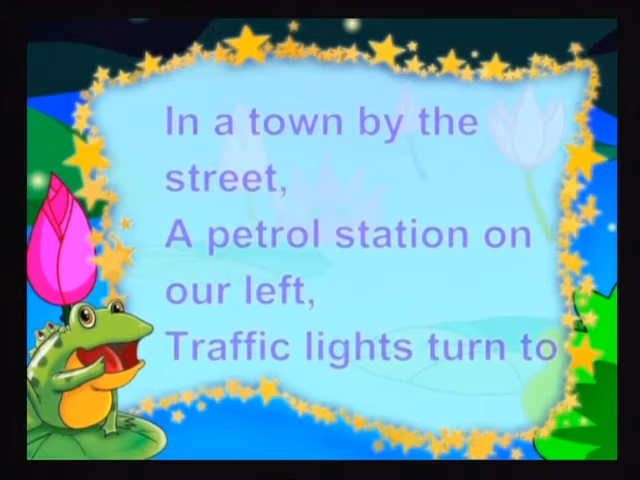 In a town by the
street,
A petrol station on
our left,
Traffic lights turn to